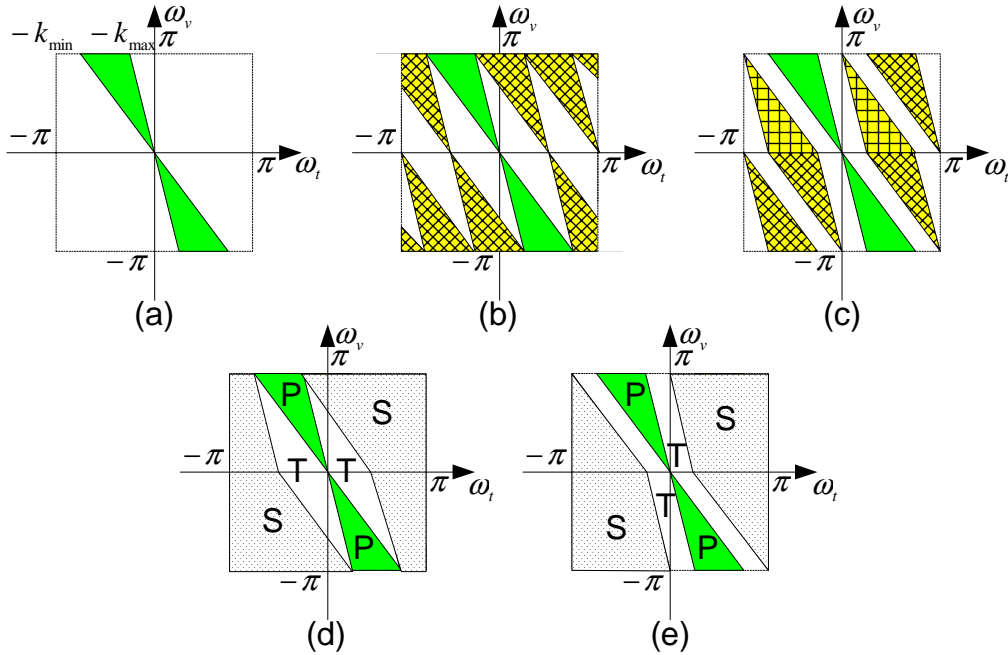 ω_v ω_v ω_v
−k_min −k_max π π π
−π π ω_t −π π ω_t −π π ω_t
−π −π −π
(a) (b) (c)
ω_v ω_v
π π
P S P S
−π T T π ω_t −π T π ω_t
S P S T P
−π −π
(d) (e)